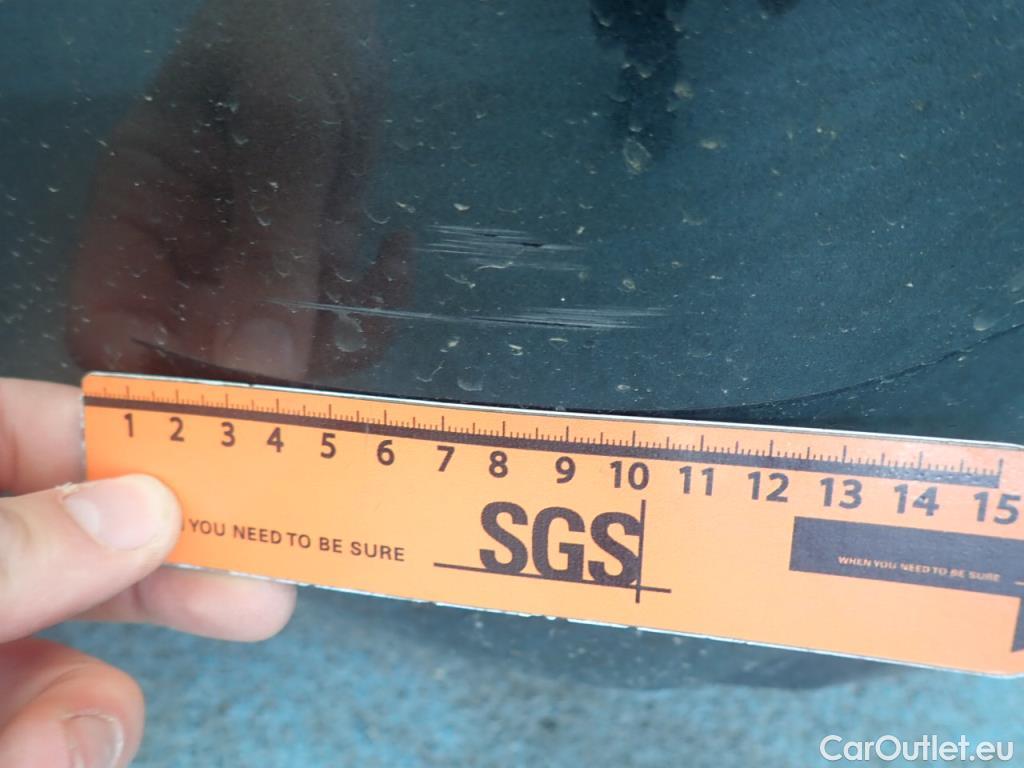 1 2 3 4 5 6 7 8 9 10 11 12 13 14 15
YOU NEED TO BE SURE
SGS
WHEN YOU NEED TO BE SURE
CarOutlet.eu